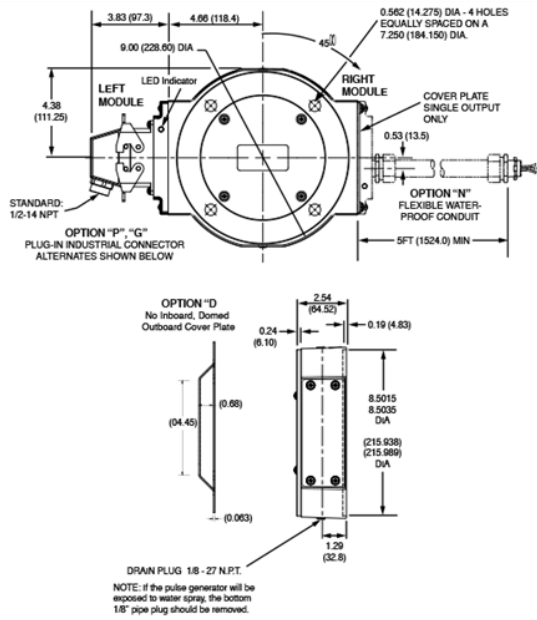 3.83 (97.3)
4.66 (118.4)
9.00 (228.60) DIA
45°
0.562 (14.275) DIA - 4 HOLES
EQUALLY SPACED ON A
7.250 (184.150) DIA.
LEFT
MODULE
LED Indicator
RIGHT
MODULE
COVER PLATE
SINGLE OUTPUT
ONLY
4.38
(111.25)
0.53 (13.5)
STANDARD:
1/2-14 NPT
OPTION "P", "G"
PLUG-IN INDUSTRIAL CONNECTOR
ALTERNATES SHOWN BELOW
OPTION "N"
FLEXIBLE WATER-
PROOF CONDUIT
5FT (1524.0) MIN
OPTION "D
No Inboard, Domed
Outboard Cover Plate
2.54
(64.52)
0.24
(6.10)
0.19 (4.83)
(0.68)
(04.45)
(0.063)
8.5015
8.5035
DIA
(215.938)
(215.989)
DIA
1.29
(32.8)
DRAIN PLUG 1/8 - 27 N.P.T.
NOTE: If the pulse generator will be
exposed to water spray, the bottom
1/8" pipe plug should be removed.